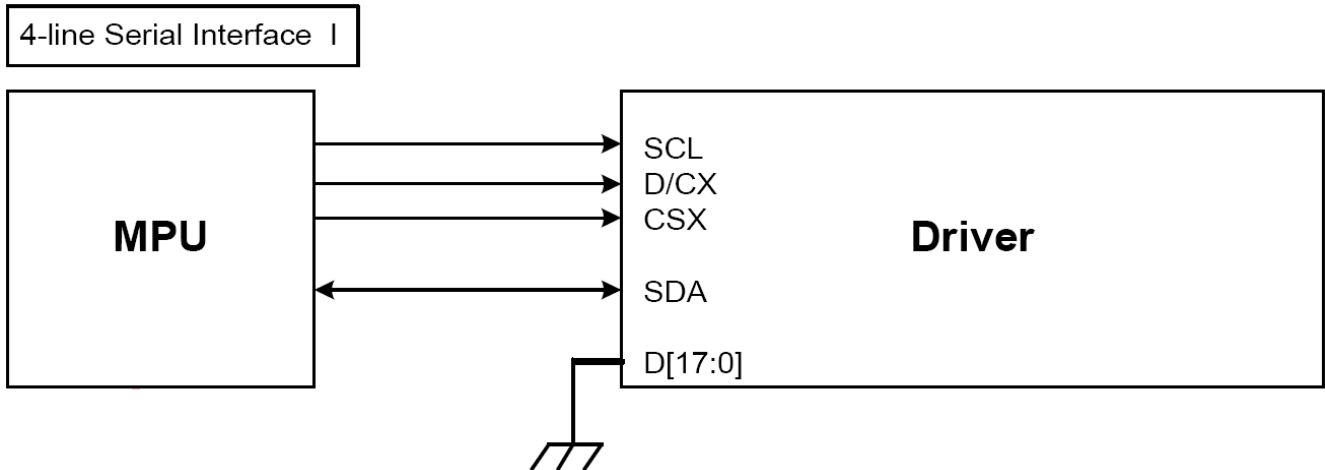 4-line Serial Interface I
MPU
SCL
D/CX
CSX
Driver
SDA
D[17:0]